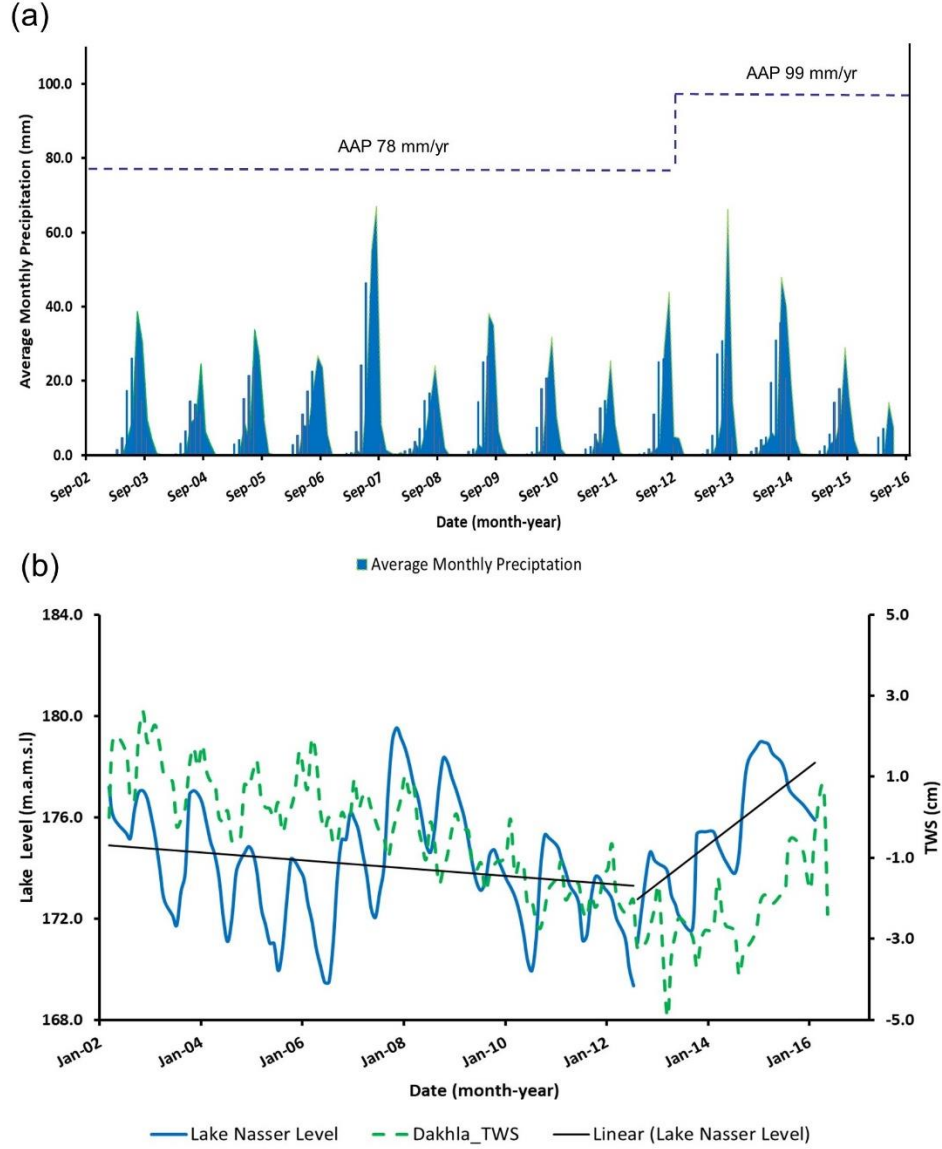 (a)
AAP 99 mm/yr
AAP 78 mm/yr
Average Monthly Precipitation (mm)
100.0
80.0
60.0
40.0
20.0
0.0
Sep-02 Sep-03 Sep-04 Sep-05 Sep-06 Sep-07 Sep-08 Sep-09 Sep-10 Sep-11 Sep-12 Sep-13 Sep-14 Sep-15 Sep-16
Date (month-year)
Average Monthly Preciptation
(b)
Lake Level (m.a.m.s.l)
184.0
180.0
176.0
172.0
168.0
5.0
3.0
1.0
-1.0
-3.0
-5.0
TWS (cm)
Jan-02 Jan-04 Jan-06 Jan-08 Jan-10 Jan-12 Jan-14 Jan-16
Date (month-year)
Lake Nasser Level Dakhla_TWS Linear (Lake Nasser Level)